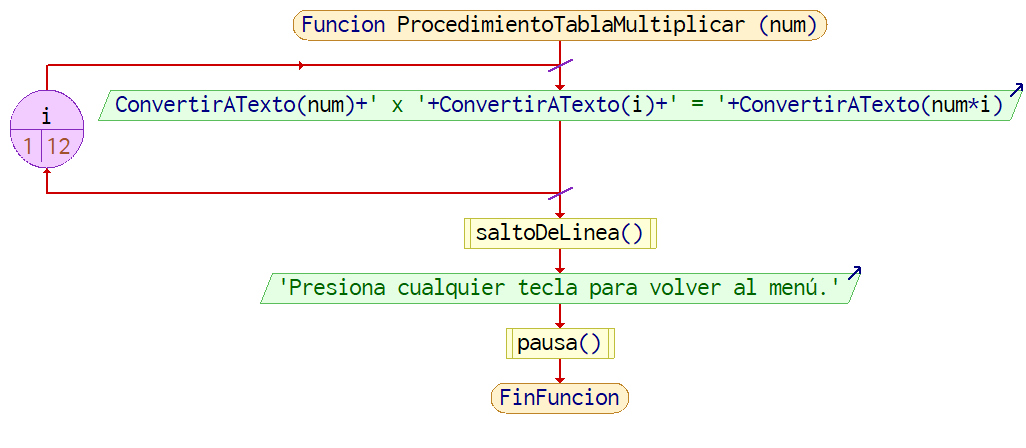 Funcion ProcedimientoTablaMultiplicar (num)
i
1 12
ConvertirATexto(num)+' x '+ConvertirATexto(i)+' = '+ConvertirATexto(num*i)
saltoDeLinea()
'Presiona cualquier tecla para volver al menú.'
pausa()
FinFuncion